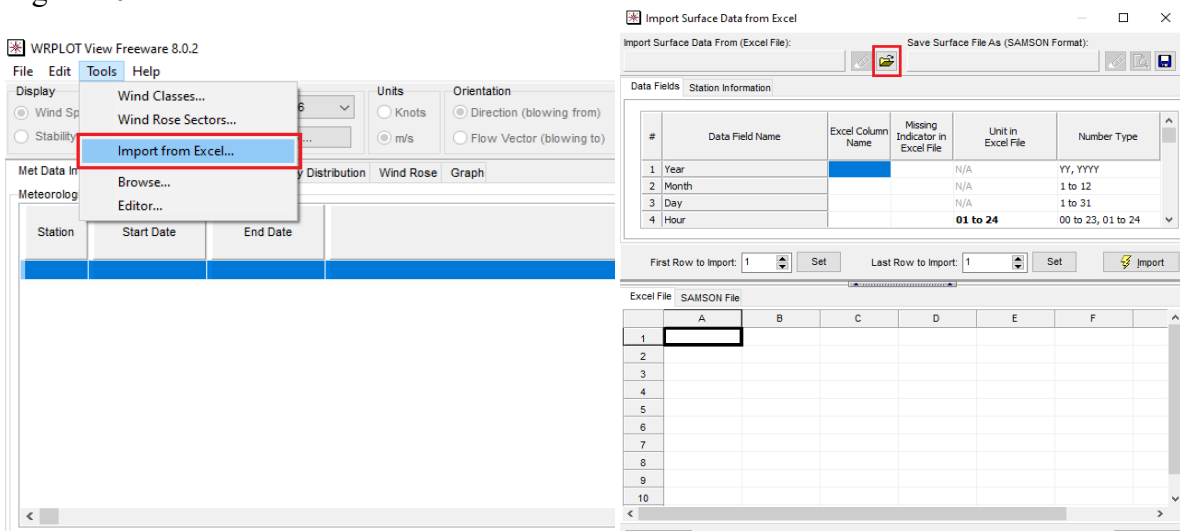 WRPLOT View Freeware 8.0.2
File Edit Tools Help
Display
Wind Sp
Stability
Wind Classes...
Wind Rose Sectors...
Import from Excel...
Browse...
Editor...
6
...
Units
Knots
m/s
Orientation
Direction (blowing from)
Flow Vector (blowing to)
Met Data In
y Distribution Wind Rose Graph
Meteorolog
Station Start Date End Date
Import Surface Data from Excel
Import Surface Data From (Excel File): Save Surface File As (SAMSON Format):
Data Fields Station Information
# Data Field Name Excel Column Name Missing Indicator in Excel File Unit in Excel File Number Type
1 Year N/A YY, YYYY
2 Month N/A 1 to 12
3 Day N/A 1 to 31
4 Hour 01 to 24 00 to 23, 01 to 24
First Row to Import: 1 Set Last Row to Import: 1 Set Import
Excel File SAMSON File
A B C D E F
1
2
3
4
5
6
7
8
9
10